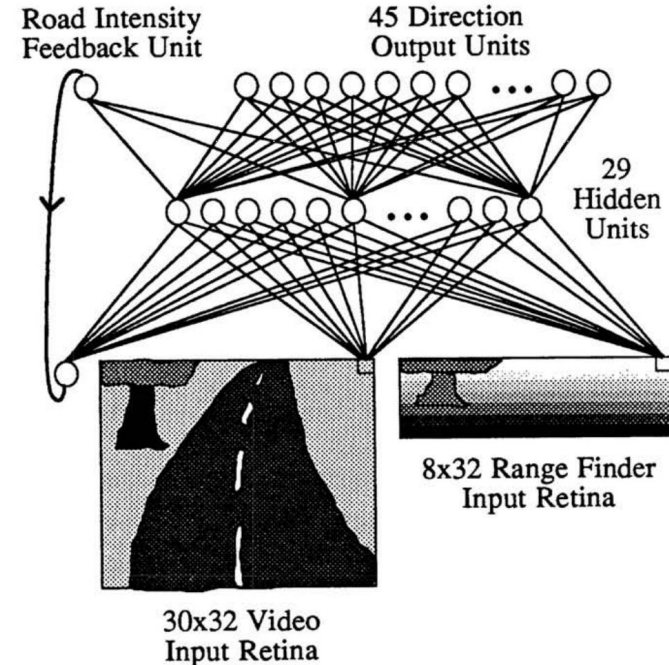 Road Intensity
Feedback Unit
45 Direction
Output Units
29
Hidden
Units
8x32 Range Finder
Input Retina
30x32 Video
Input Retina